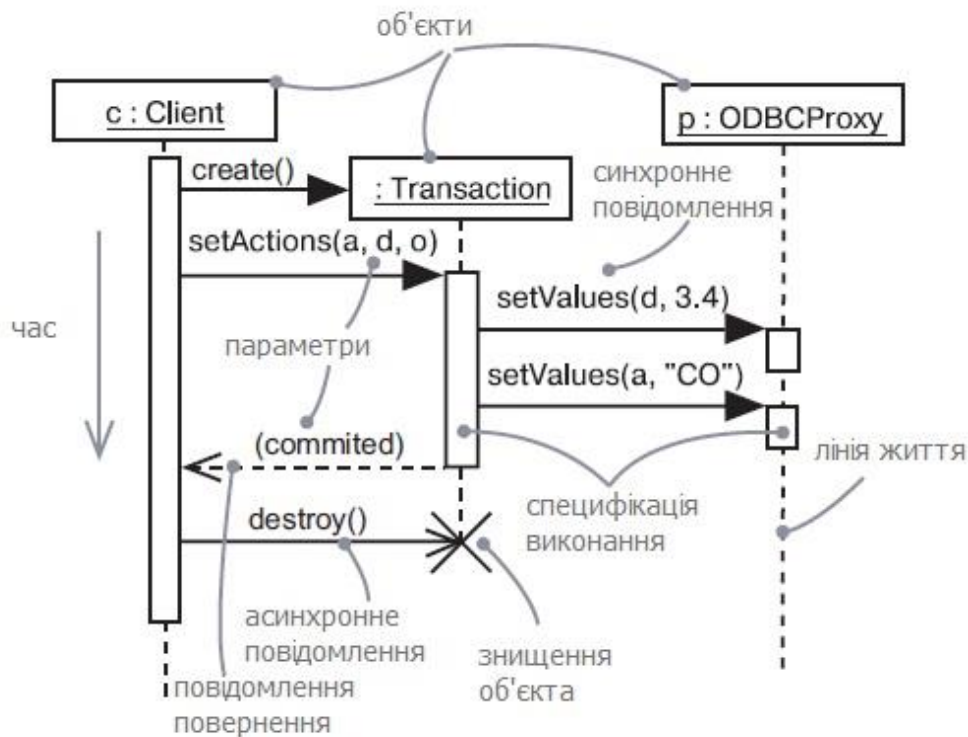 об'єкти
c : Client
p : ODBCProxy
create()
: Transaction
синхронне
повідомлення
setActions(a, d, o)
setValues(d, 3.4)
час
параметри
setValues(a, "CO")
(commited)
лінія життя
специфікація
виконання
destroy()
асинхронне
повідомлення
знищення
об'єкта
повідомлення
повернення